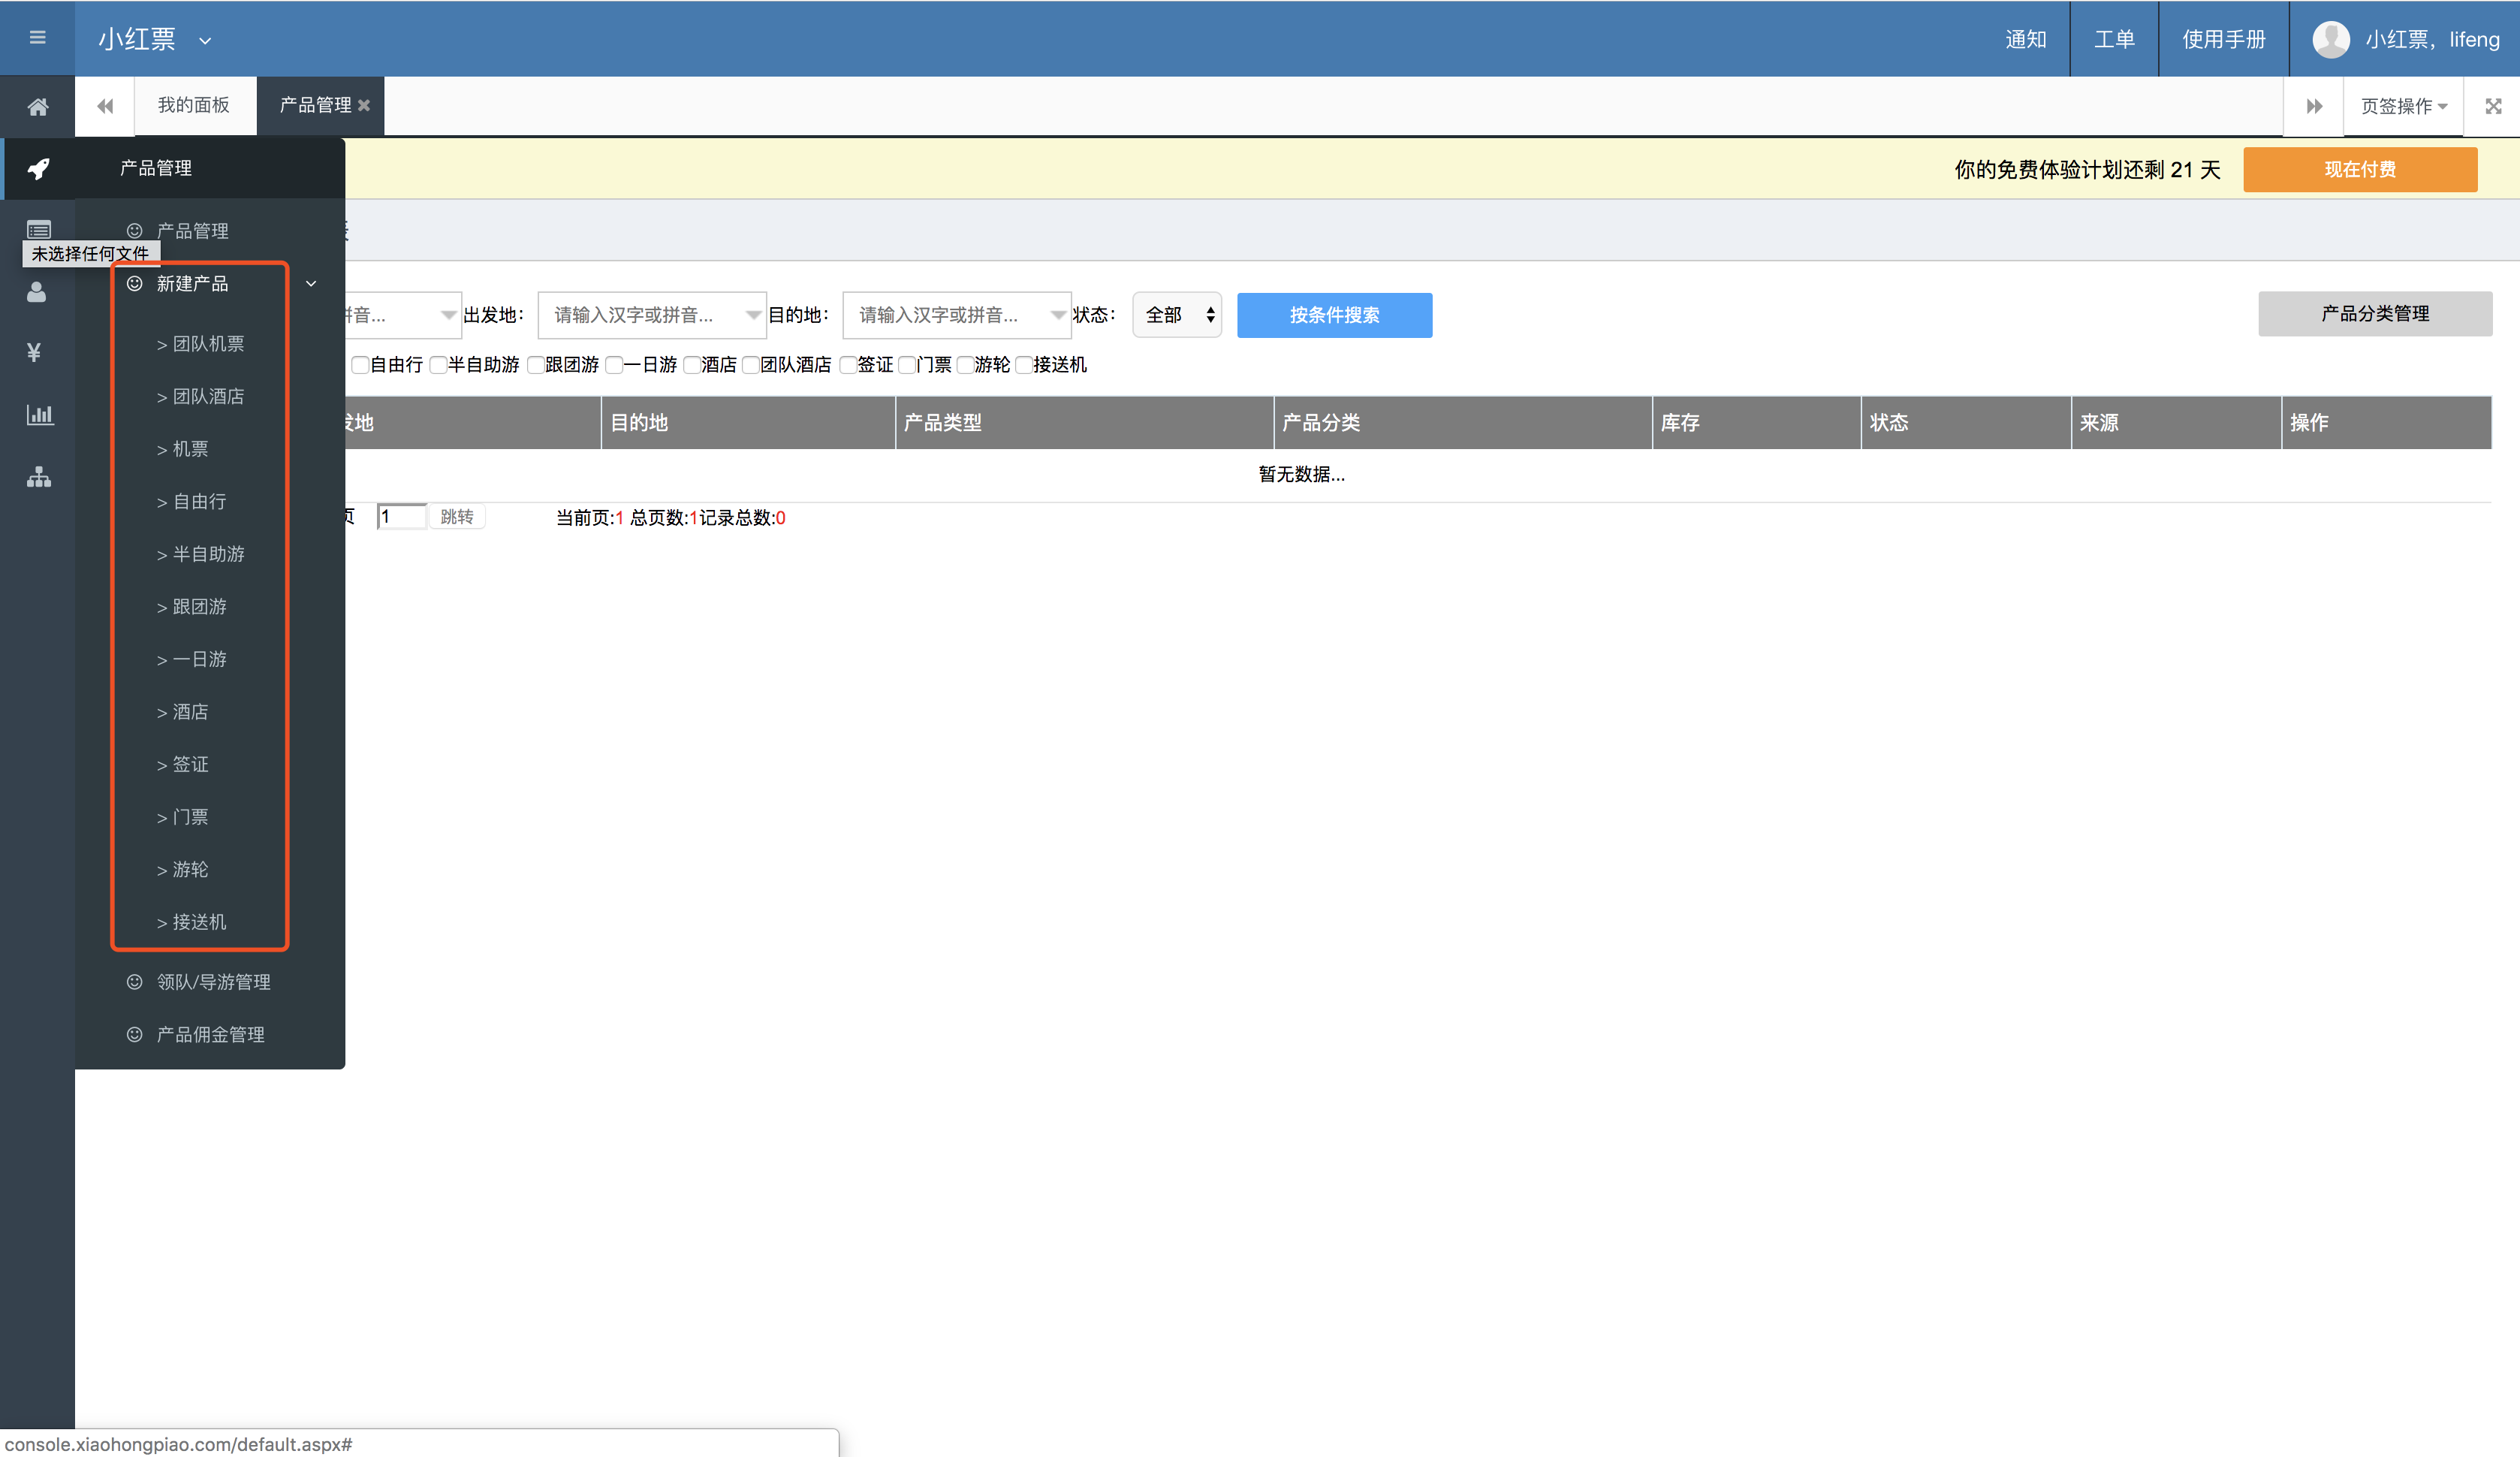 小红票
通知
工单
使用手册
小红票，lifeng
我的面板
产品管理
页签操作
产品管理
你的免费体验计划还剩 21 天
现在付费
产品管理
未选择任何文件
新建产品
拼音...
出发地：
请输入汉字或拼音...
目的地：
请输入汉字或拼音...
状态：
全部
按条件搜索
产品分类管理
自由行 半自助游 跟团游 一日游 酒店 团队酒店 签证 门票 游轮 接送机
发地 目的地 产品类型 产品分类 库存 状态 来源 操作
暂无数据...
页 1 跳转 当前页:1 总页数:1记录总数:0
¥
> 团队机票
> 团队酒店
> 机票
> 自由行
> 半自助游
> 跟团游
> 一日游
> 酒店
> 签证
> 门票
> 游轮
> 接送机
领队/导游管理
产品佣金管理
console.xiaohongpiao.com/default.aspx#